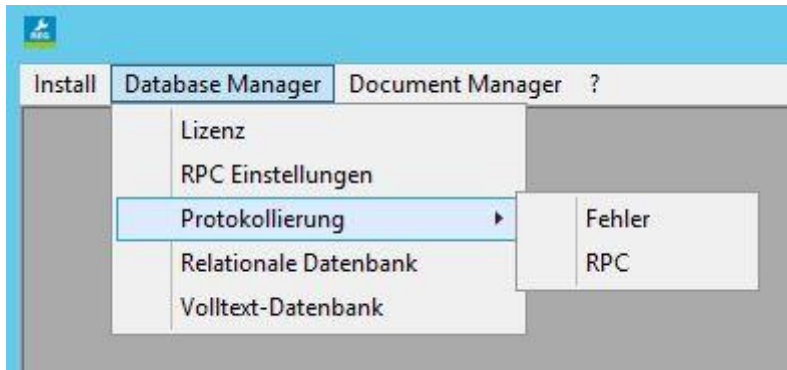 Install Database Manager Document Manager ?
Lizenz
RPC Einstellungen
Protokollierung
Fehler
Relationale Datenbank
RPC
Volltext-Datenbank